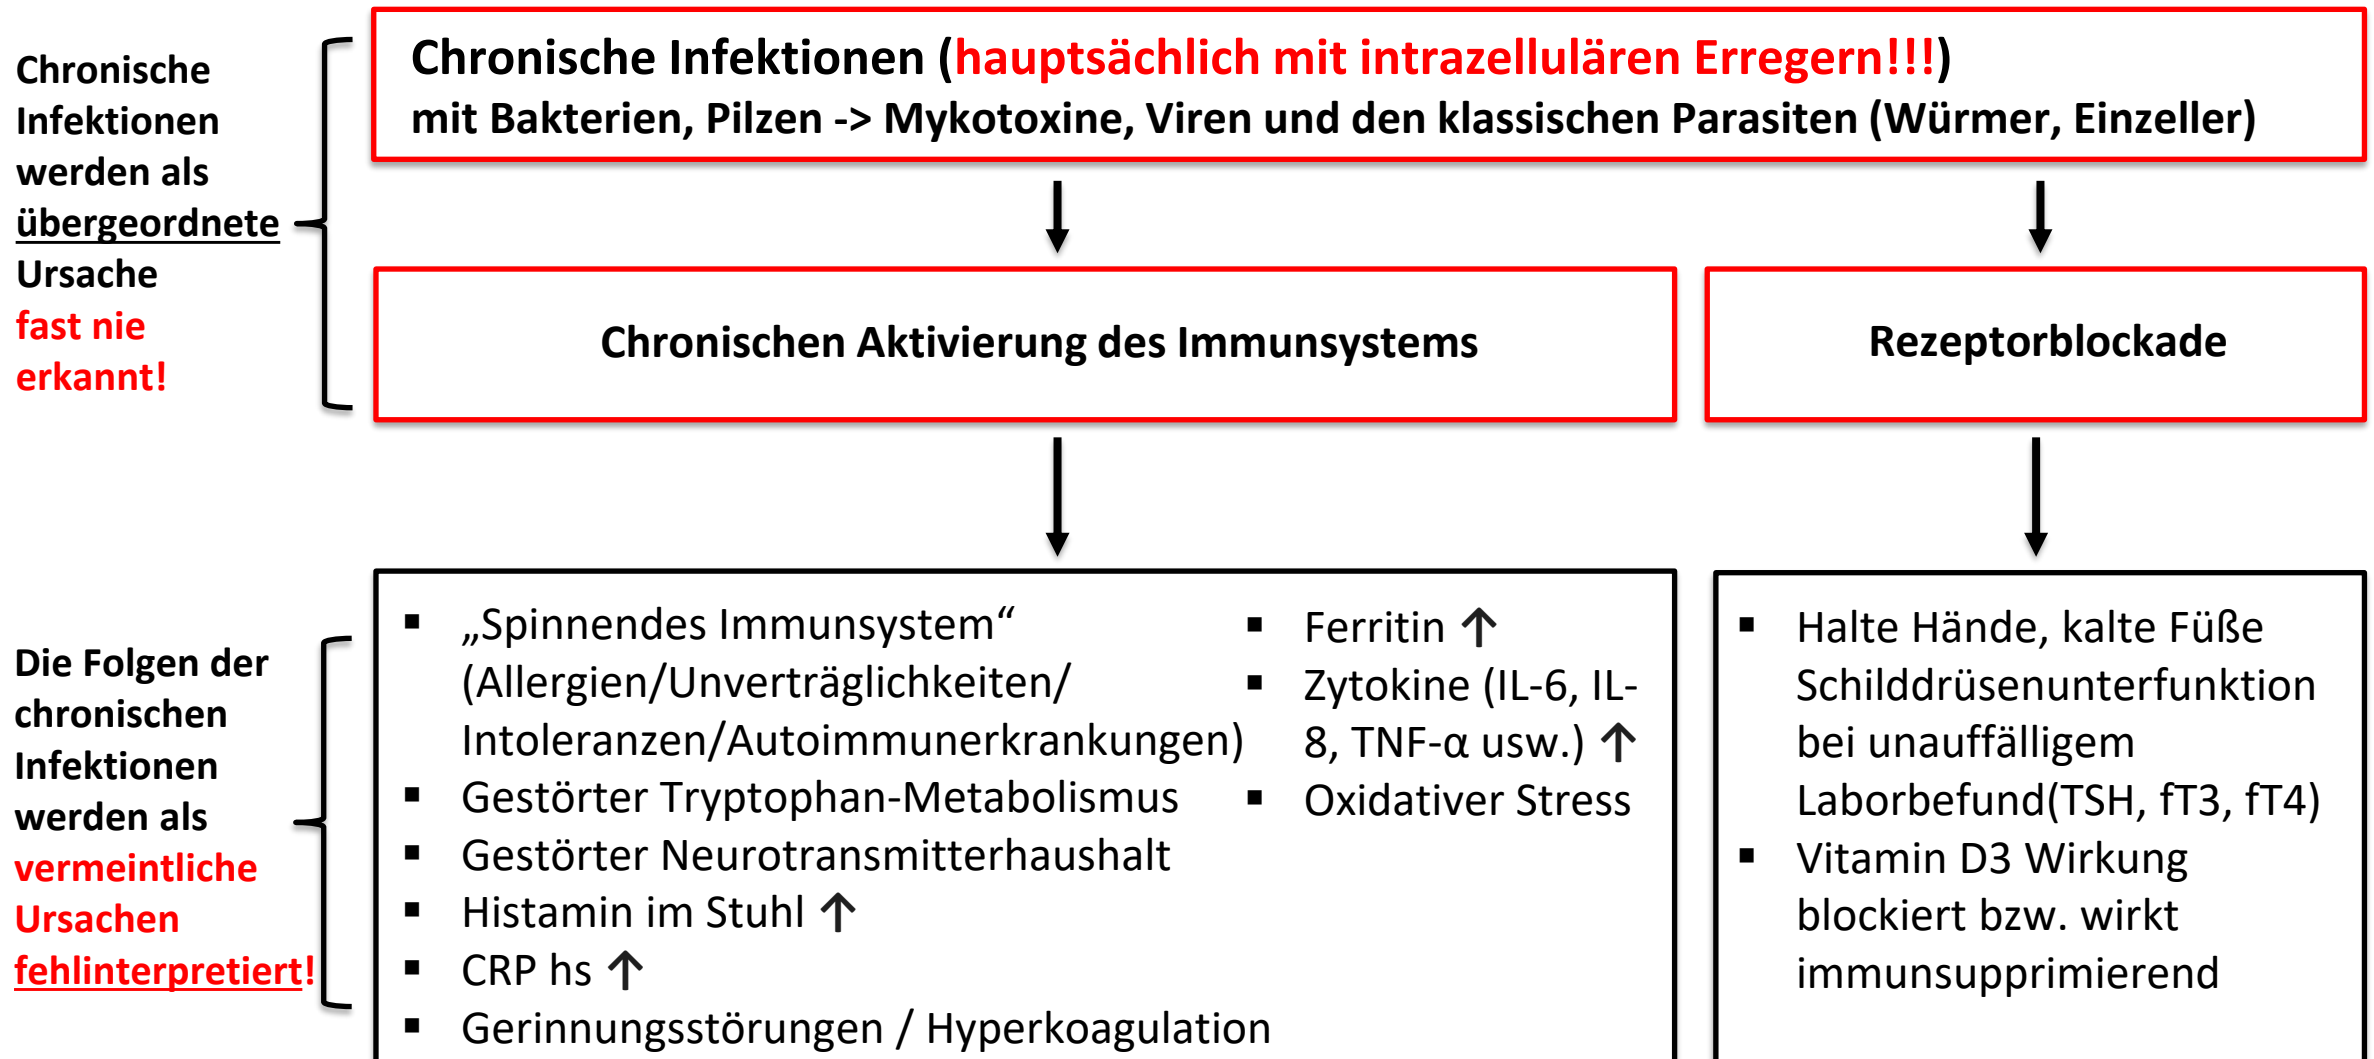 Chronische
Infektionen
werden als
übergeordnete
Ursache
fast nie
erkannt!
Chronische Infektionen (hauptsächlich mit intrazellulären Erregern!!!)
mit Bakterien, Pilzen -> Mykotoxine, Viren und den klassischen Parasiten (Würmer, Einzeller)
Chronischen Aktivierung des Immunsystems
Rezeptorblockade
Die Folgen der
chronischen
Infektionen
werden als
vermeintliche
Ursachen
fehlinterpretiert!
▪ „Spinnendes Immunsystem“
(Allergien/Unverträglichkeiten/
Intoleranzen/Autoimmunerkrankungen)
▪ Gestörter Tryptophan-Metabolismus
▪ Gestörter Neurotransmitterhaushalt
▪ Histamin im Stuhl ↑
▪ CRP hs ↑
▪ Gerinnungsstörungen / Hyperkoagulation
▪ Ferritin ↑
▪ Zytokine (IL-6, IL-
8, TNF-α usw.) ↑
▪ Oxidativer Stress
▪ Halte Hände, kalte Füße
Schilddrüsenunterfunktion
bei unauffälligem
Laborbefund(TSH, fT3, fT4)
▪ Vitamin D3 Wirkung
blockiert bzw. wirkt
immunsupprimierend